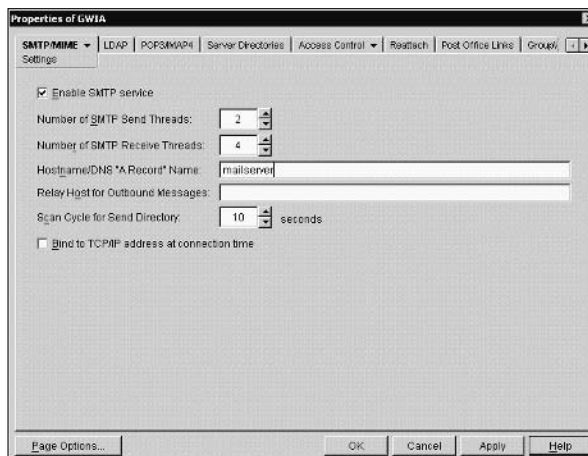 Properties of GWIA
SMTP/MIME LDAP POP3/IMAP4 Server Directories Access Control Reattach Post Office Links GroupW
Settings
Enable SMTP service
Number of SMTP Send Threads: 2
Number of SMTP Receive Threads: 4
Hostname/DNS "A Record" Name: mailserver
Relay Host for Outbound Messages:
Scan Cycle for Send Directory: 10 seconds
Bind to TCP/IP address at connection time
Page Options... OK Cancel Apply Help